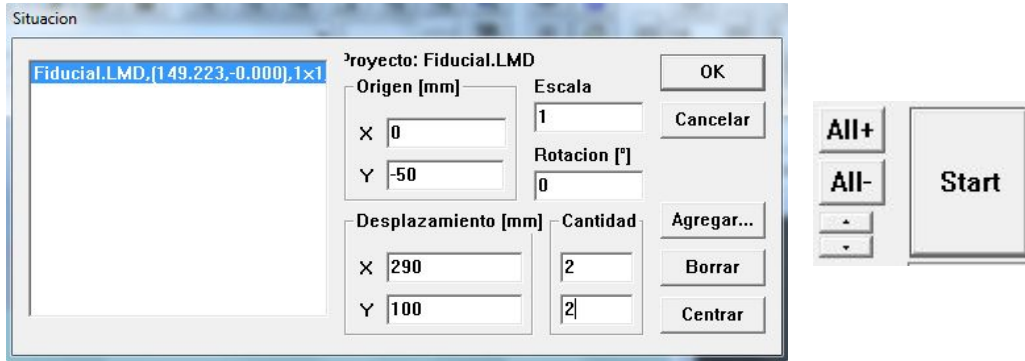 Situacion
Fiducial.LMD,(149.223,-0.000),1x1
Proyecto: Fiducial.LMD
Origen [mm]
X 0
Y -50
Escala
1
Rotacion [º]
0
Desplazamiento [mm]
X 290
Y 100
Cantidad
2
2
OK
Cancelar
Agregar...
Borrar
Centrar
All+
All-
Start